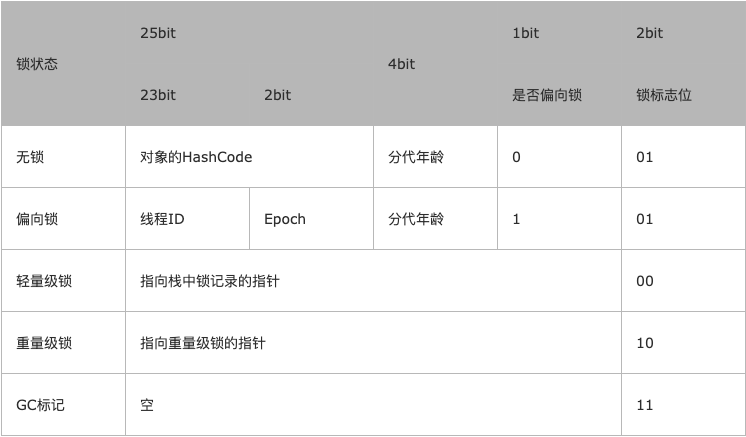 锁状态 25bit 4bit 1bit 2bit
23bit 2bit 是否偏向锁 锁标志位
无锁 对象的HashCode 分代年龄 0 01
偏向锁 线程ID Epoch 分代年龄 1 01
轻量级锁 指向栈中锁记录的指针 00
重量级锁 指向重量级锁的指针 10
GC标记 空 11